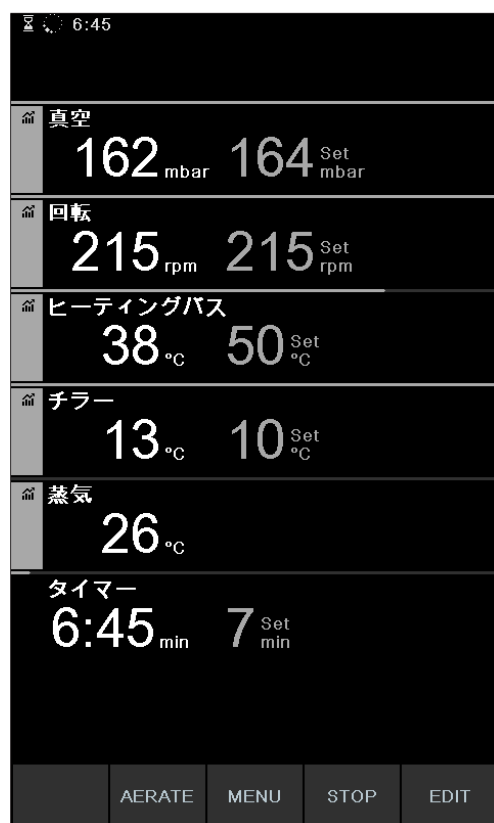 6:45
真空
162 mbar 164 Set mbar
回転
215 rpm 215 Set rpm
ヒーティングバス
38 °C 50 Set °C
チラー
13 °C 10 Set °C
蒸気
26 °C
タイマー
6:45 min 7 Set min
AERATE MENU STOP EDIT